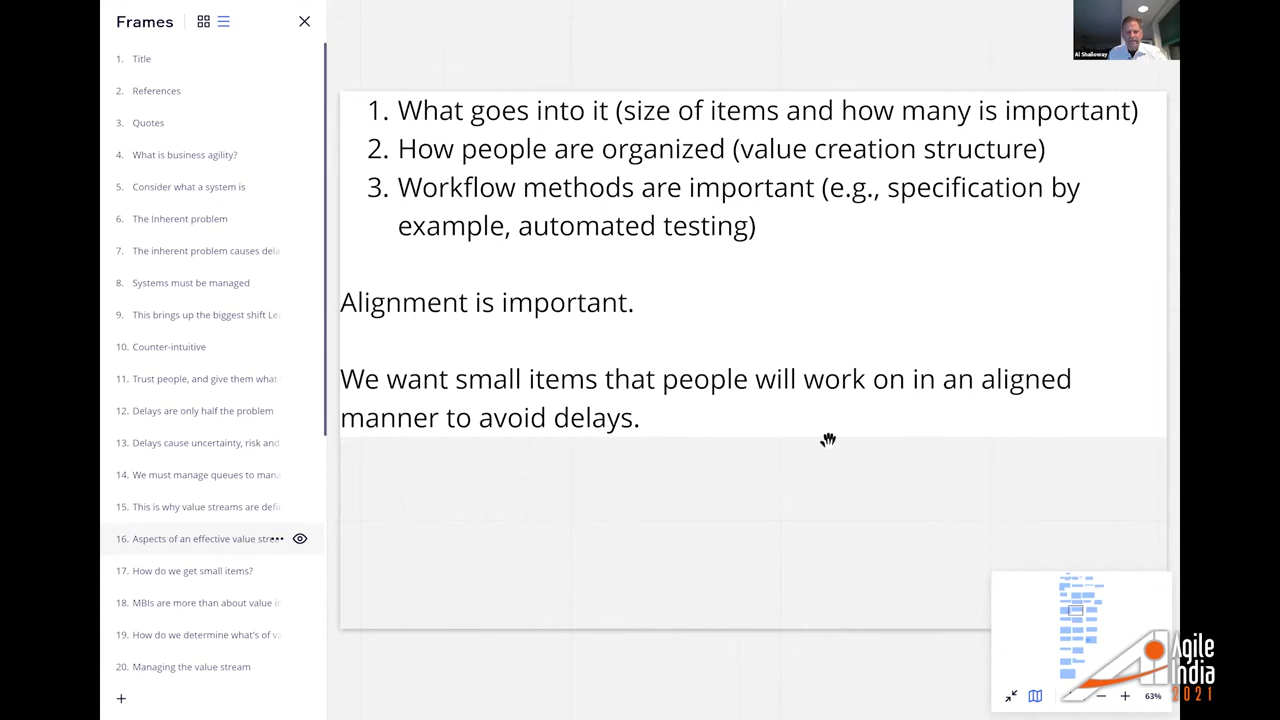 Frames
1. Title
2. References
3. Quotes
4. What is business agility?
5. Consider what a system is
6. The Inherent problem
7. The inherent problem causes dela
8. Systems must be managed
9. This brings up the biggest shift Le
10. Counter-intuitive
11. Trust people, and give them what
12. Delays are only half the problem
13. Delays cause uncertainty, risk and
14. We must manage queues to mana
15. This is why value streams are defi
16. Aspects of an effective value stre
17. How do we get small items?
18. MBIs are more than about value i
19. How do we determine what's of va
20. Managing the value stream
1. What goes into it (size of items and how many is important)
2. How people are organized (value creation structure)
3. Workflow methods are important (e.g., specification by
example, automated testing)
Alignment is important.
We want small items that people will work on in an aligned
manner to avoid delays.
Al Shalloway
63%
Agile
India
2021